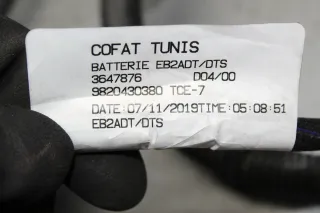 COFAT TUNIS
BATTERIE EB2ADT/DTS
3647876 D04/00
9820430380 TCE-7
DATE:07/11/2019TIME:05:08:51
EB2ADT/DTS